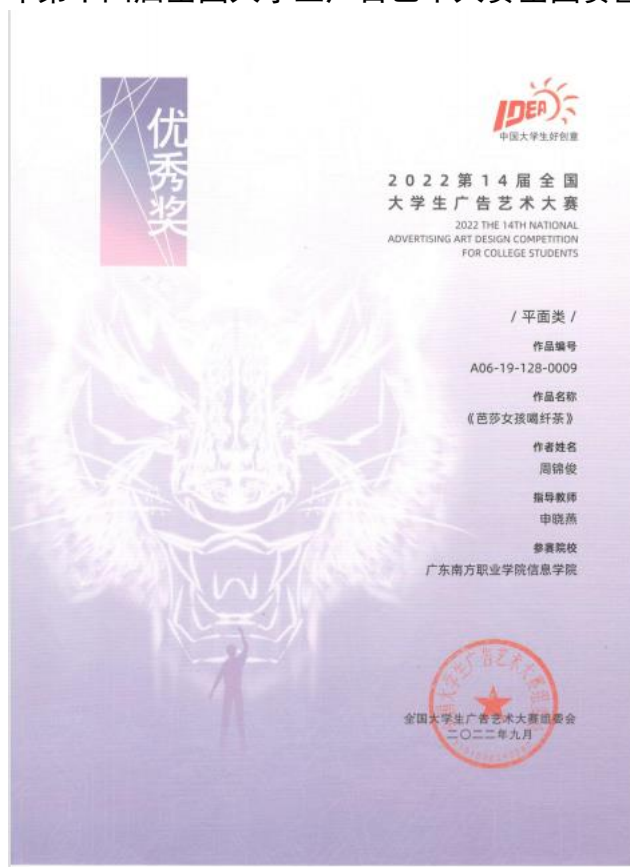 优秀奖
IDEA
中国大学生好创意
2022第14届全国
大学生广告艺术大赛
2022 THE 14TH NATIONAL
ADVERTISING ART DESIGN COMPETITION
FOR COLLEGE STUDENTS
/ 平面类 /
作品编号
A06-19-128-0009
作品名称
《芭莎女孩喝纤茶》
作者姓名
周锦俊
指导教师
申晓燕
参赛院校
广东南方职业学院信息学院
全国大学生广告艺术大赛组委会
二〇二二年九月